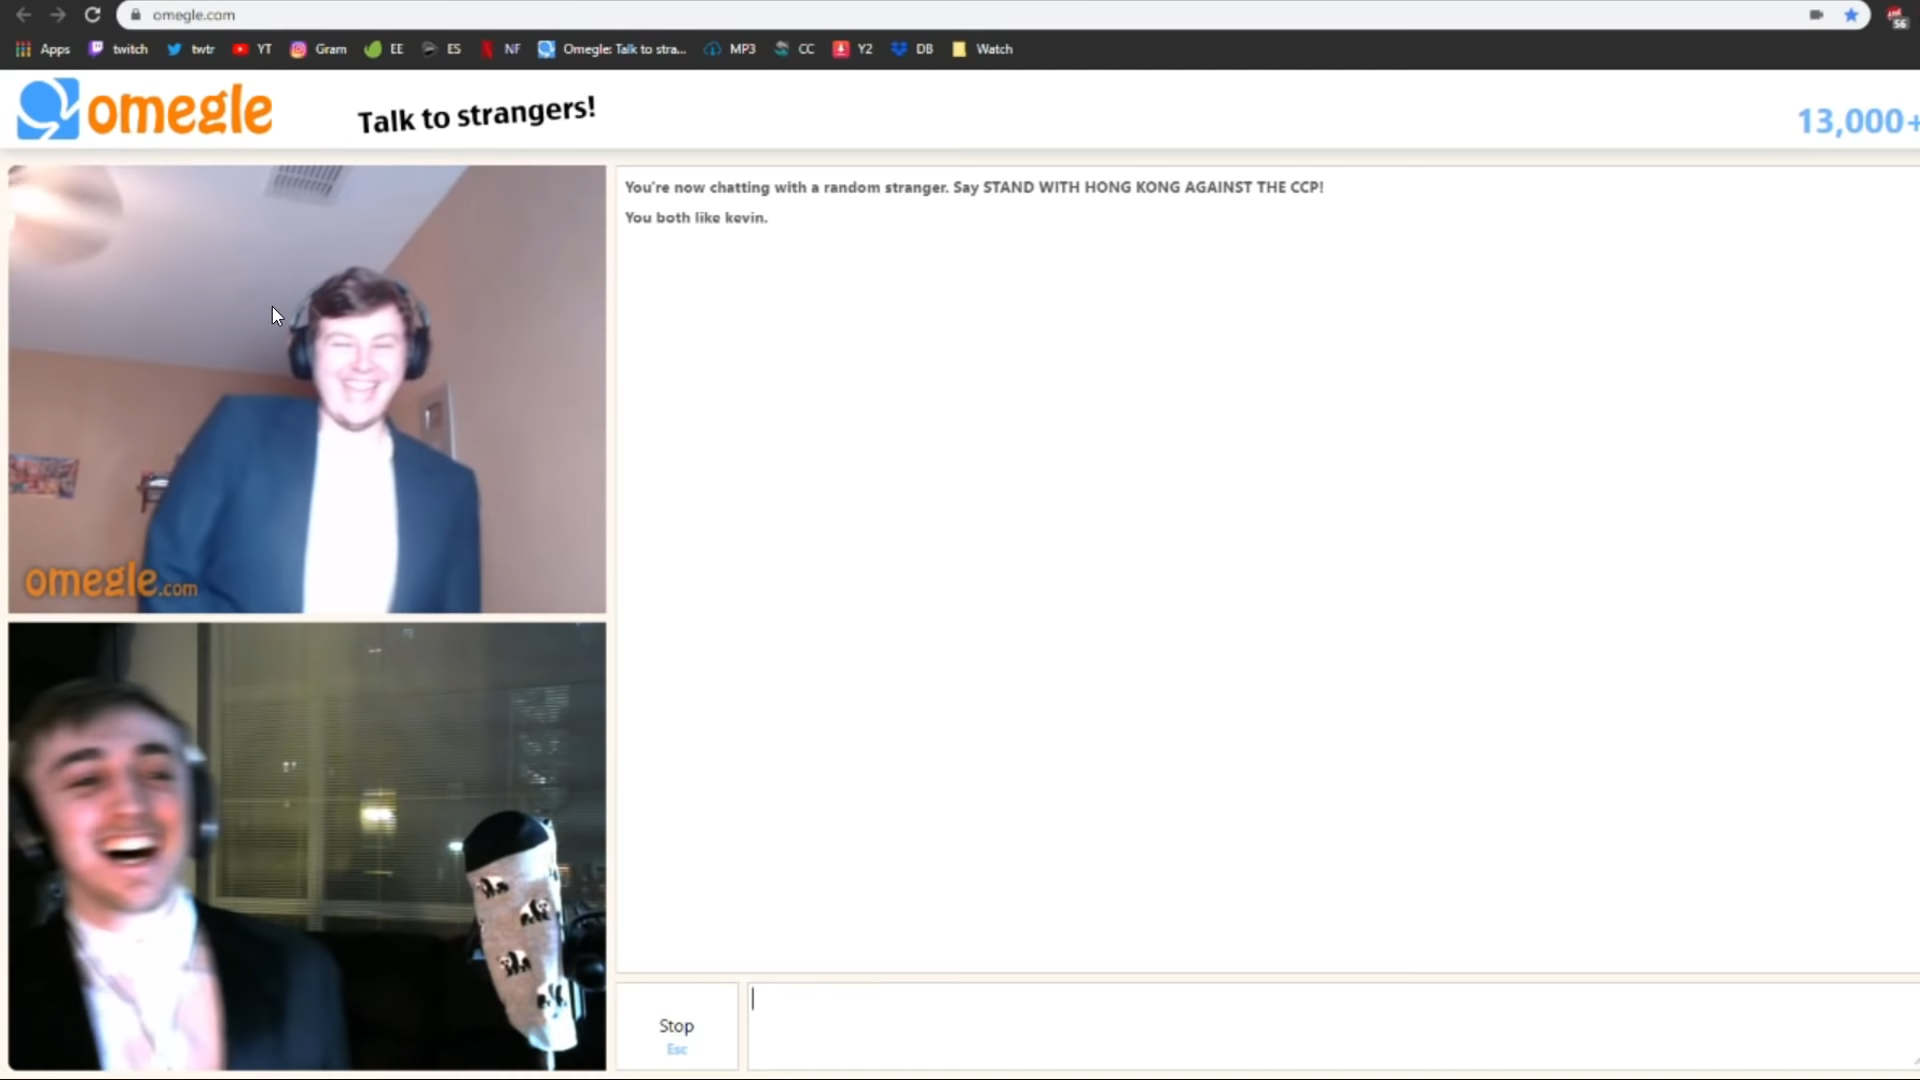 omegle.com
Apps twitch twtr YT Gram EE ES NF Omegle: Talk to stra... MP3 CC Y2 DB Watch
56
omegle Talk to strangers! 13,000+
You're now chatting with a random stranger. Say STAND WITH HONG KONG AGAINST THE CCP!
You both like kevin.
omegle.com
Stop
Esc